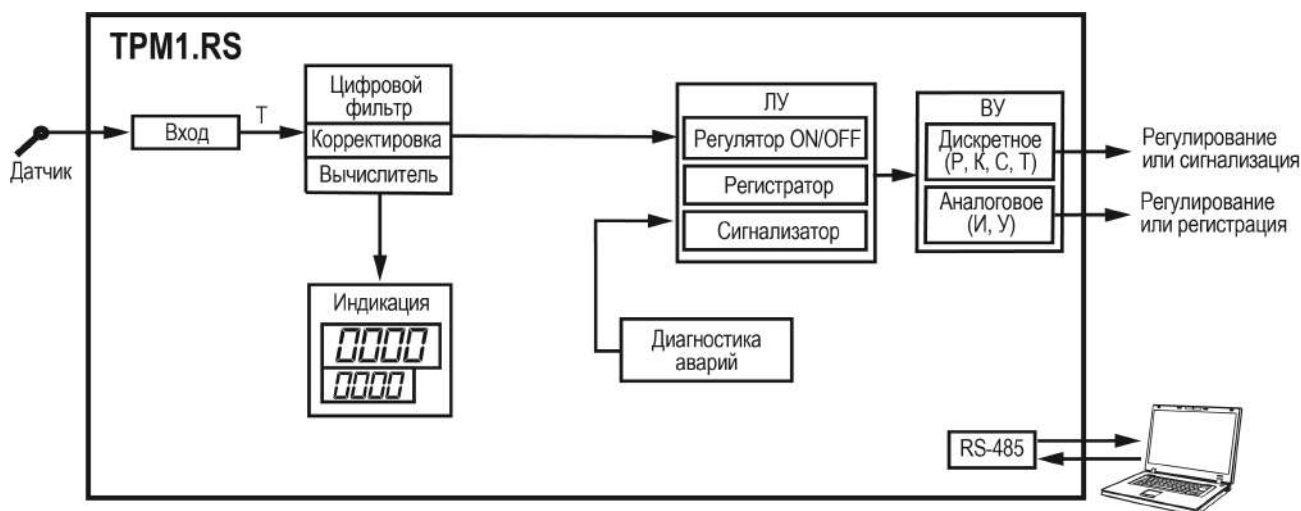 ТРМ1.RS
Датчик
Вход
T
Цифровой
фильтр
Корректировка
Вычислитель
Индикация
0000
0000
ЛУ
Регулятор ON/OFF
Регистратор
Сигнализатор
Диагностика
аварий
ВУ
Дискретное
(Р, К, С, Т)
Аналоговое
(И, У)
Регулирование
или сигнализация
Регулирование
или регистрация
RS-485